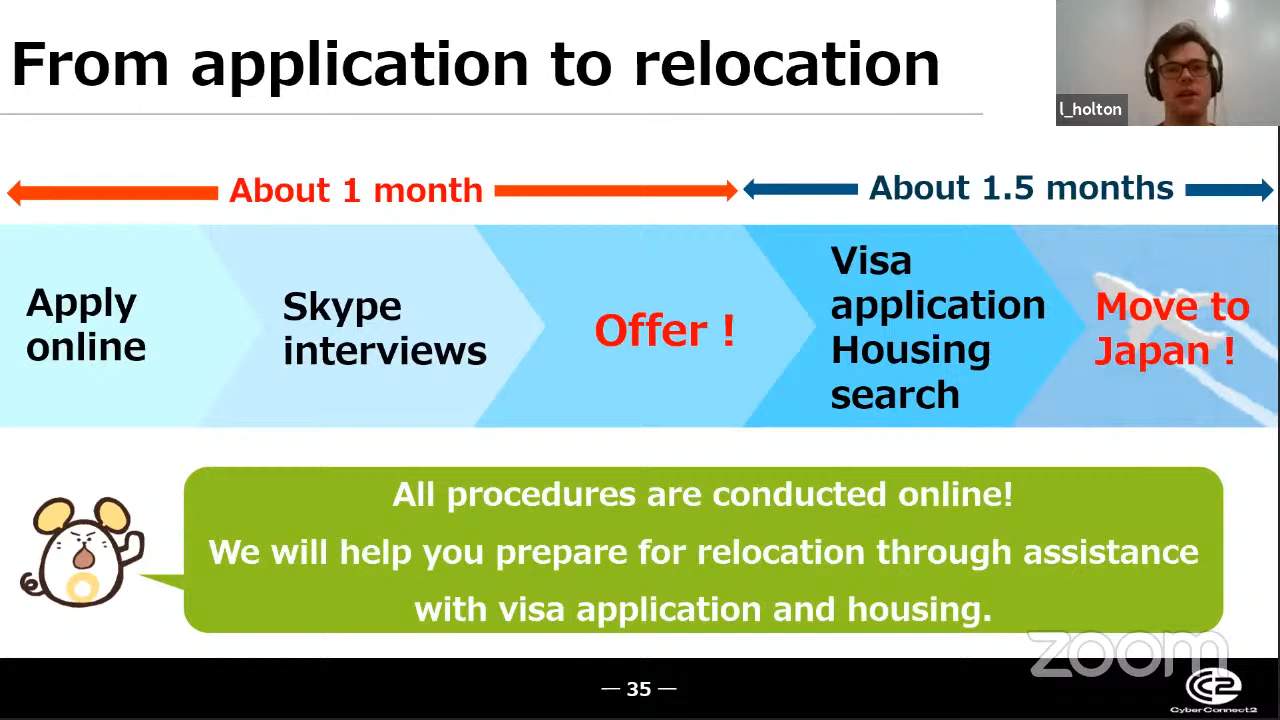 From application to relocation
l_holton
About 1 month
About 1.5 months
Apply
online
Skype
interviews
Offer !
Visa
application
Housing
search
Move to
Japan !
All procedures are conducted online!
We will help you prepare for relocation through assistance
with visa application and housing.
zoom
— 35 —
CyberConnect2